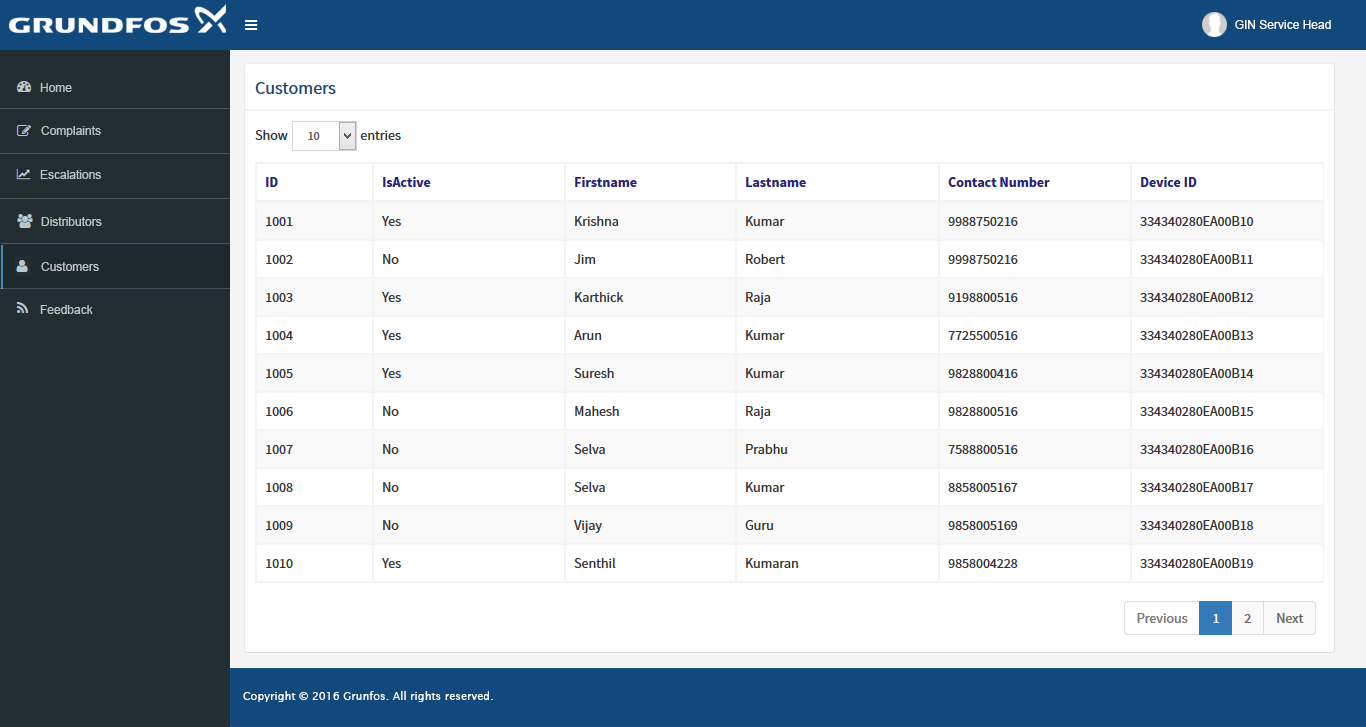 GRUNDFOS
GIN Service Head
Home
Complaints
Escalations
Distributors
Customers
Feedback
Customers
Show 10 entries
ID IsActive Firstname Lastname Contact Number Device ID
1001 Yes Krishna Kumar 9988750216 334340280EA00B10
1002 No Jim Robert 9998750216 334340280EA00B11
1003 Yes Karthick Raja 9198800516 334340280EA00B12
1004 Yes Arun Kumar 7725500516 334340280EA00B13
1005 Yes Suresh Kumar 9828800416 334340280EA00B14
1006 No Mahesh Raja 9828800516 334340280EA00B15
1007 No Selva Prabhu 7588800516 334340280EA00B16
1008 No Selva Kumar 8858005167 334340280EA00B17
1009 No Vijay Guru 9858005169 334340280EA00B18
1010 Yes Senthil Kumaran 9858004228 334340280EA00B19
Previous 1 2 Next
Copyright © 2016 Grunfos. All rights reserved.